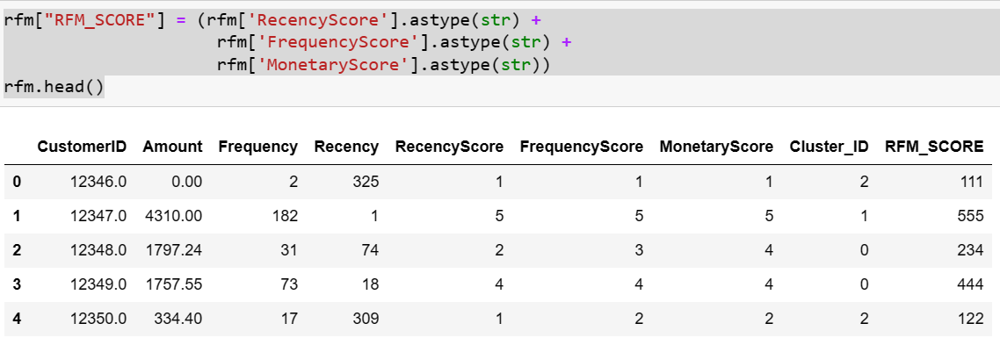 rfm["RFM_SCORE"] = (rfm['RecencyScore'].astype(str) +
rfm['FrequencyScore'].astype(str) +
rfm['MonetaryScore'].astype(str))
rfm.head()
CustomerID Amount Frequency Recency RecencyScore FrequencyScore MonetaryScore Cluster_ID RFM_SCORE
0 12346.0 0.00 2 325 1 1 1 2 111
1 12347.0 4310.00 182 1 5 5 5 1 555
2 12348.0 1797.24 31 74 2 3 4 0 234
3 12349.0 1757.55 73 18 4 4 4 0 444
4 12350.0 334.40 17 309 1 2 2 2 122